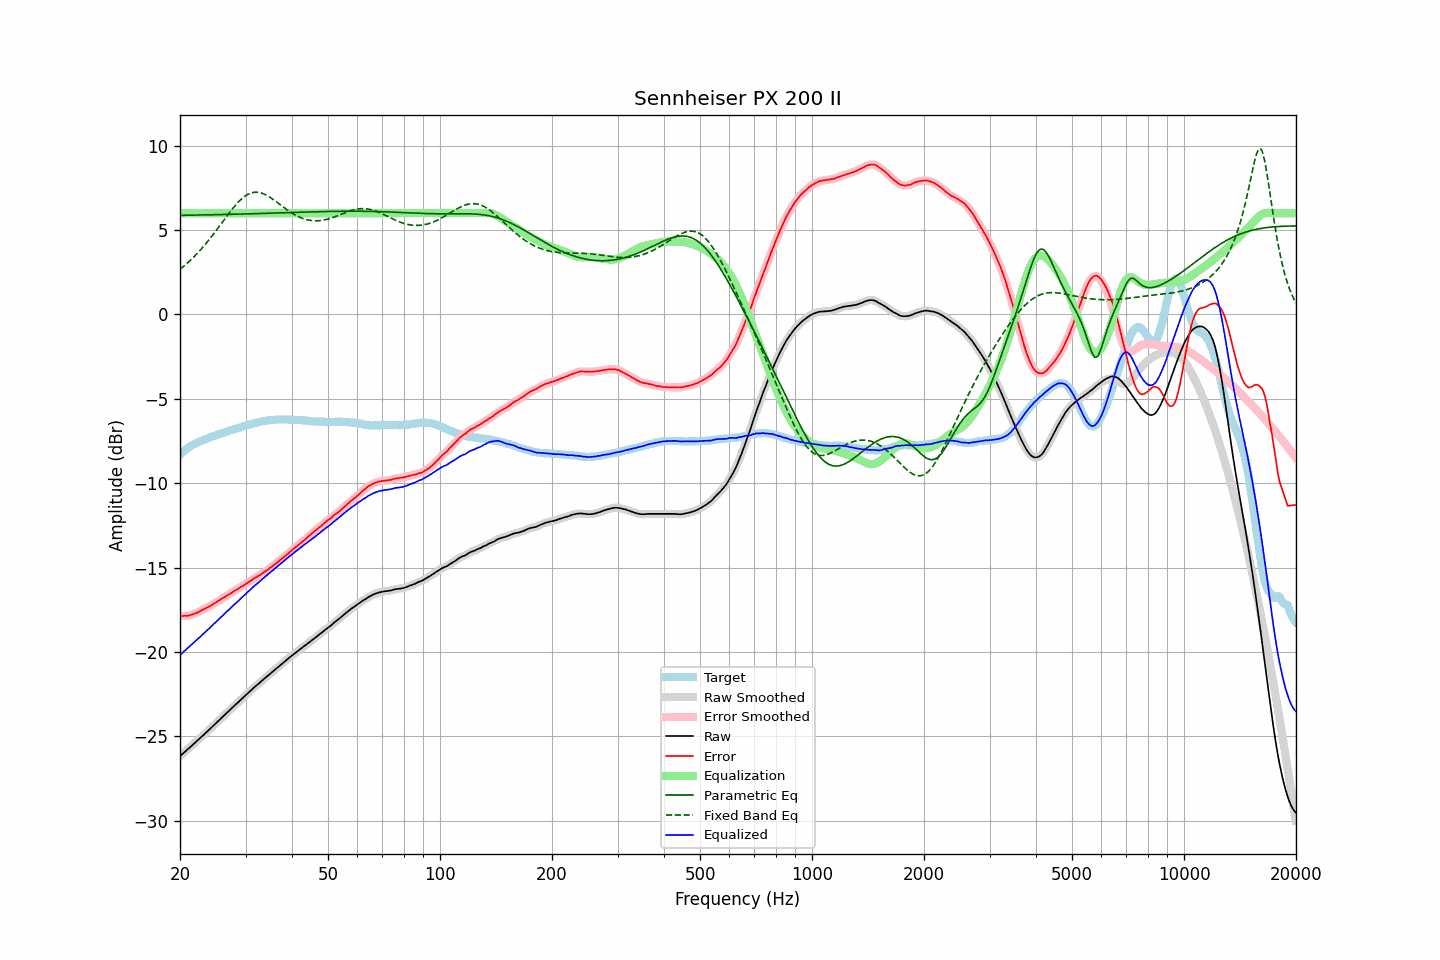 Sennheiser PX 200 II
Amplitude (dBr)
10
5
0
−5
−10
−15
−20
−25
−30
Target
Raw Smoothed
Error Smoothed
Raw
Error
Equalization
Parametric Eq
Fixed Band Eq
Equalized
20 50 100 200 500 1000 2000 5000 10000 20000
Frequency (Hz)